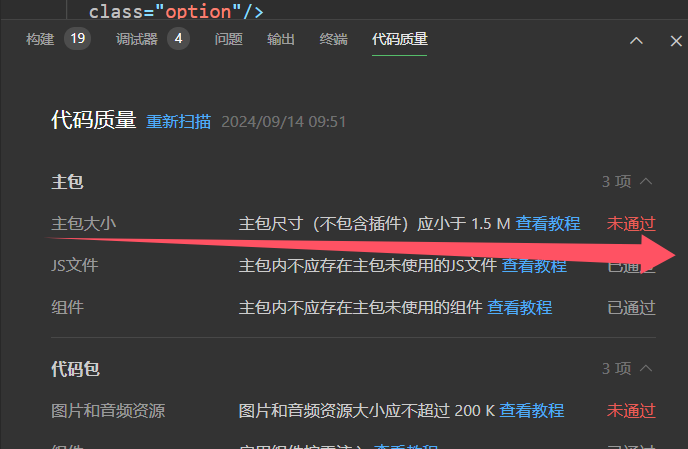 class="option"/>
构建 19 调试器 4 问题 输出 终端 代码质量
代码质量 重新扫描 2024/09/14 09:51
主包 3 项
主包大小 主包尺寸（不包含插件）应小于 1.5 M 查看教程 未通过
JS文件 主包内不应存在主包未使用的JS文件 查看教程 已通过
组件 主包内不应存在主包未使用的组件 查看教程 已通过
代码包 3 项
图片和音频资源 图片和音频资源大小应不超过 200 K 查看教程 未通过